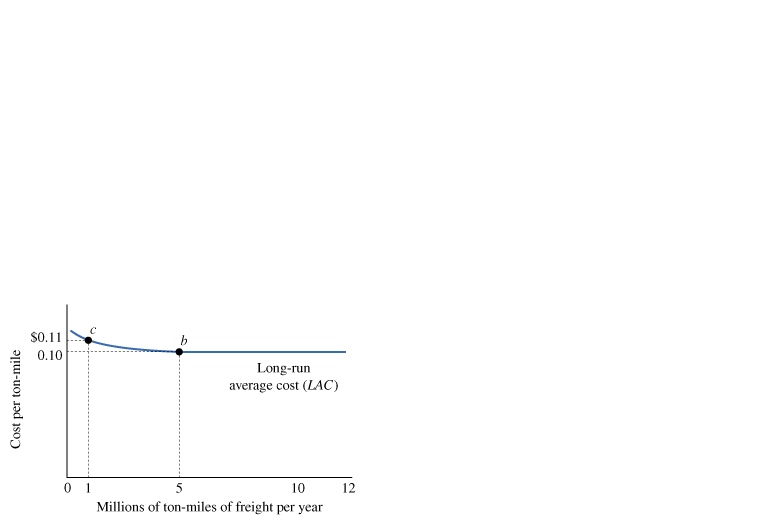 c
$0.11
b
0.10
Long-run
average cost (LAC)
Cost per ton-mile
0 1 5 10 12
Millions of ton-miles of freight per year